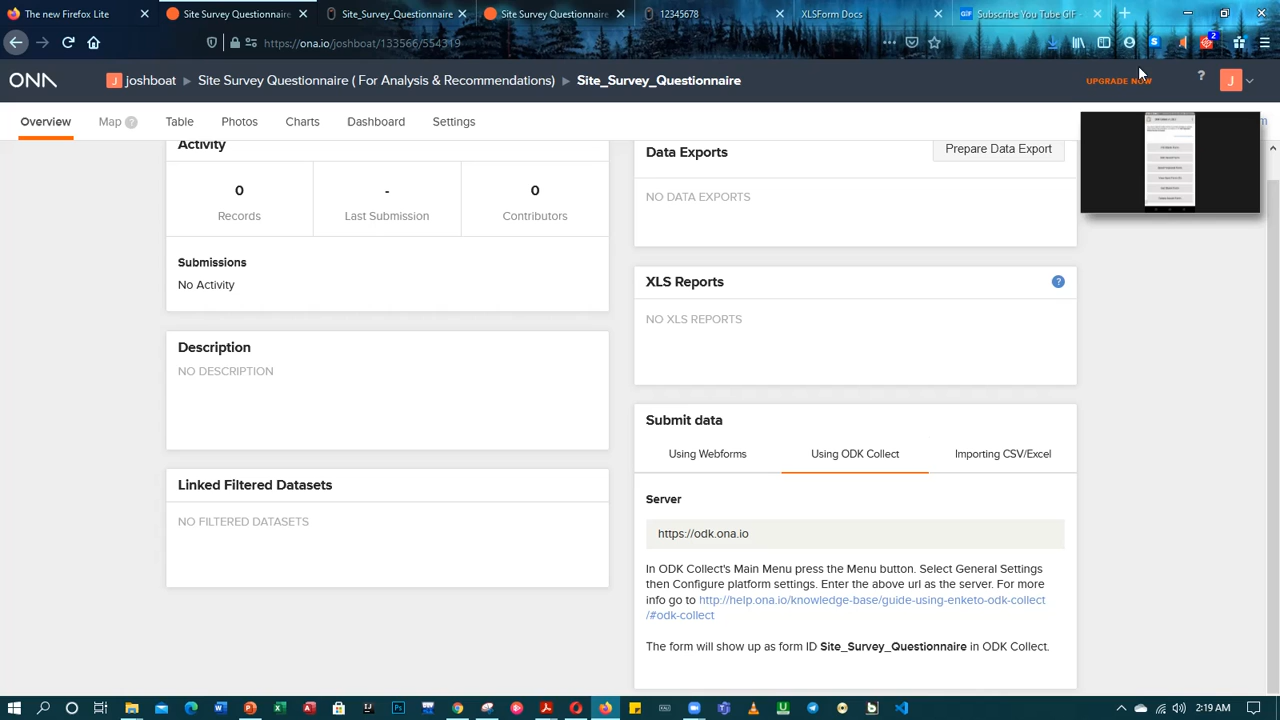 The new Firefox Lite
Site Survey Questionnaire
Site_Survey_Questionnaire
Site Survey Questionnaire
12345678
XLSForm Docs
Subscribe You Tube GIF -
https://ona.io/joshboat/133566/554319
2
ONA
J joshboat > Site Survey Questionnaire ( For Analysis & Recommendations) > Site_Survey_Questionnaire
UPGRADE NOW
? J
Overview
Map ?
Table
Photos
Charts
Dashboard
Settings
Activity
0
-
0
Records
Last Submission
Contributors
Submissions
No Activity
Description
NO DESCRIPTION
Linked Filtered Datasets
NO FILTERED DATASETS
Data Exports
Prepare Data Export
NO DATA EXPORTS
XLS Reports
?
NO XLS REPORTS
Submit data
Using Webforms
Using ODK Collect
Importing CSV/Excel
Server
https://odk.ona.io
In ODK Collect's Main Menu press the Menu button. Select General Settings
then Configure platform settings. Enter the above url as the server. For more
info go to http://help.ona.io/knowledge-base/guide-using-enketo-odk-collect
/#odk-collect
The form will show up as form ID Site_Survey_Questionnaire in ODK Collect.
2:19 AM